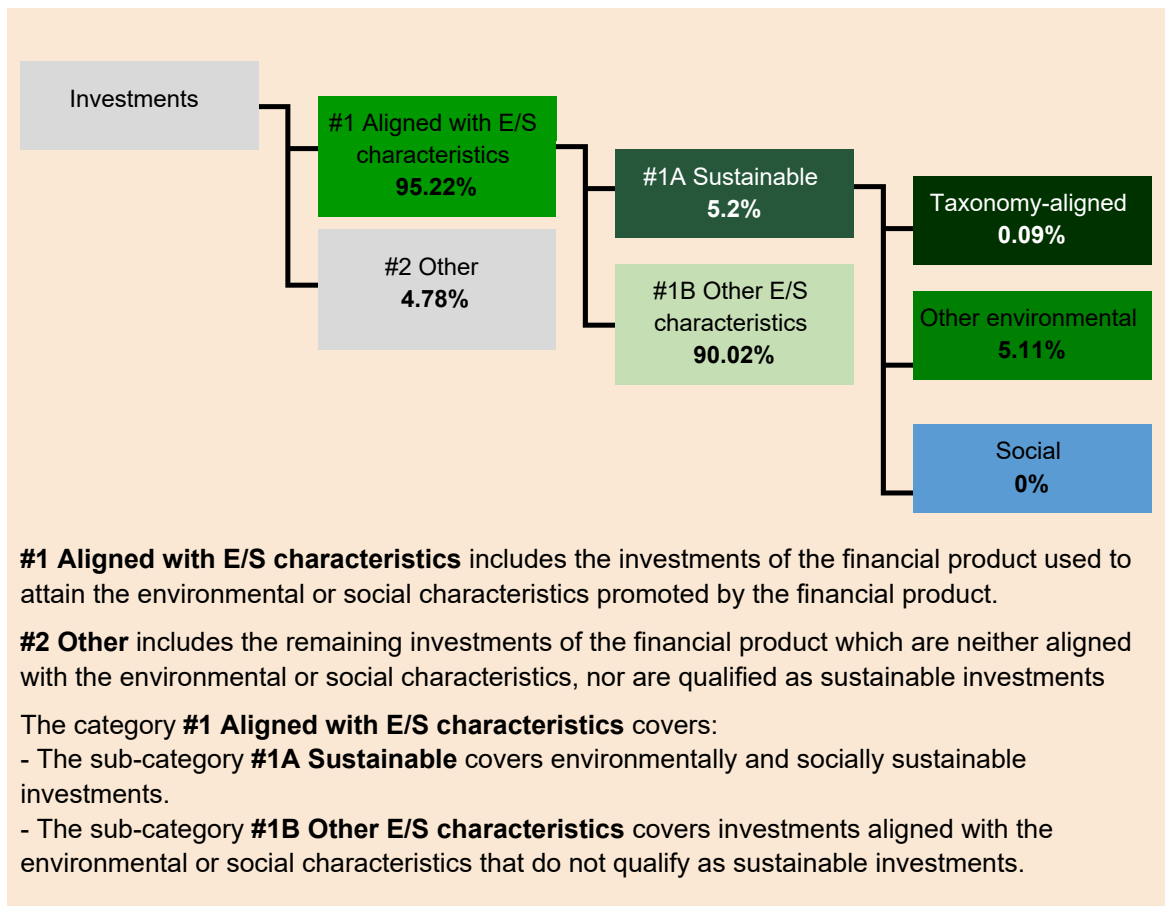 Investments
#1 Aligned with E/S
characteristics
95.22%
#2 Other
4.78%
#1A Sustainable
5.2%
#1B Other E/S
characteristics
90.02%
Taxonomy-aligned
0.09%
Other environmental
5.11%
Social
0%
#1 Aligned with E/S characteristics includes the investments of the financial product used to
attain the environmental or social characteristics promoted by the financial product.
#2 Other includes the remaining investments of the financial product which are neither aligned
with the environmental or social characteristics, nor are qualified as sustainable investments
The category #1 Aligned with E/S characteristics covers:
- The sub-category #1A Sustainable covers environmentally and socially sustainable
investments.
- The sub-category #1B Other E/S characteristics covers investments aligned with the
environmental or social characteristics that do not qualify as sustainable investments.